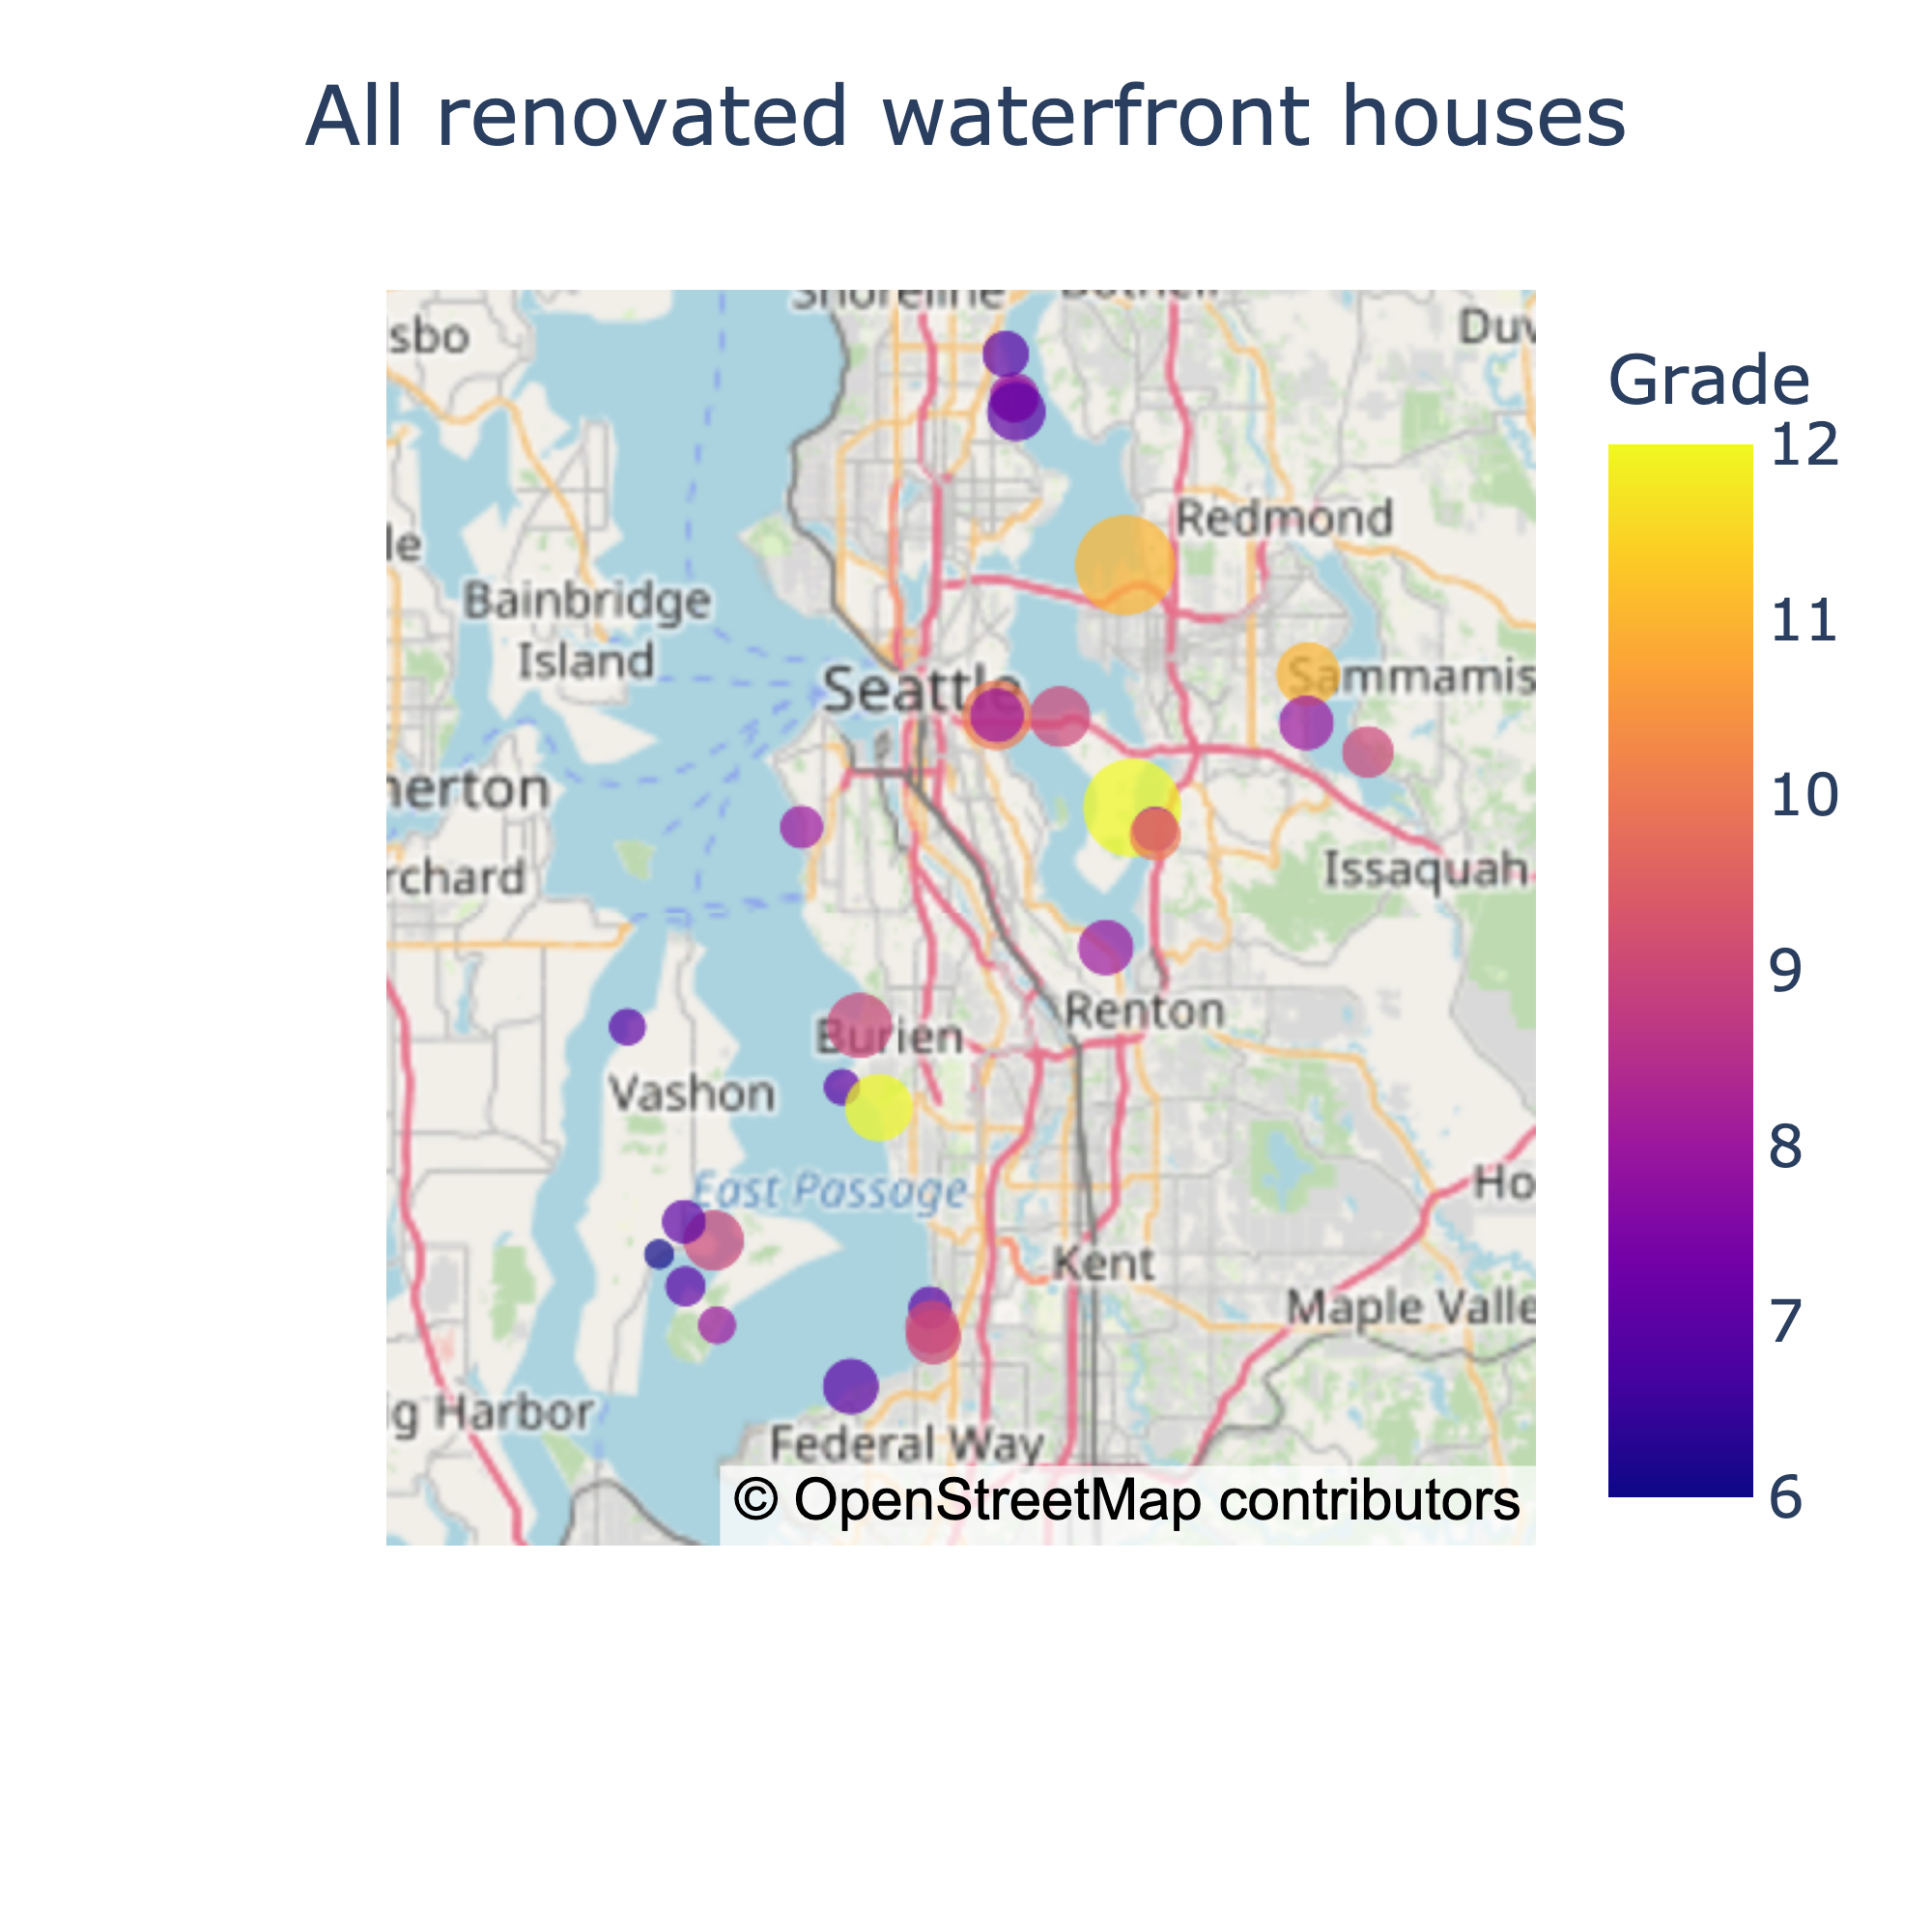 All renovated waterfront houses
Shoreline
Bothell
sbo
Duv
Grade
12
Redmond
le
Bainbridge
Island
11
Seattle
Sammamis
10
nerton
rchard
Issaquah
9
Renton
Burien
Vashon
8
East Passage
Ho
Kent
Maple Valle
7
ig Harbor
Federal Way
6
© OpenStreetMap contributors